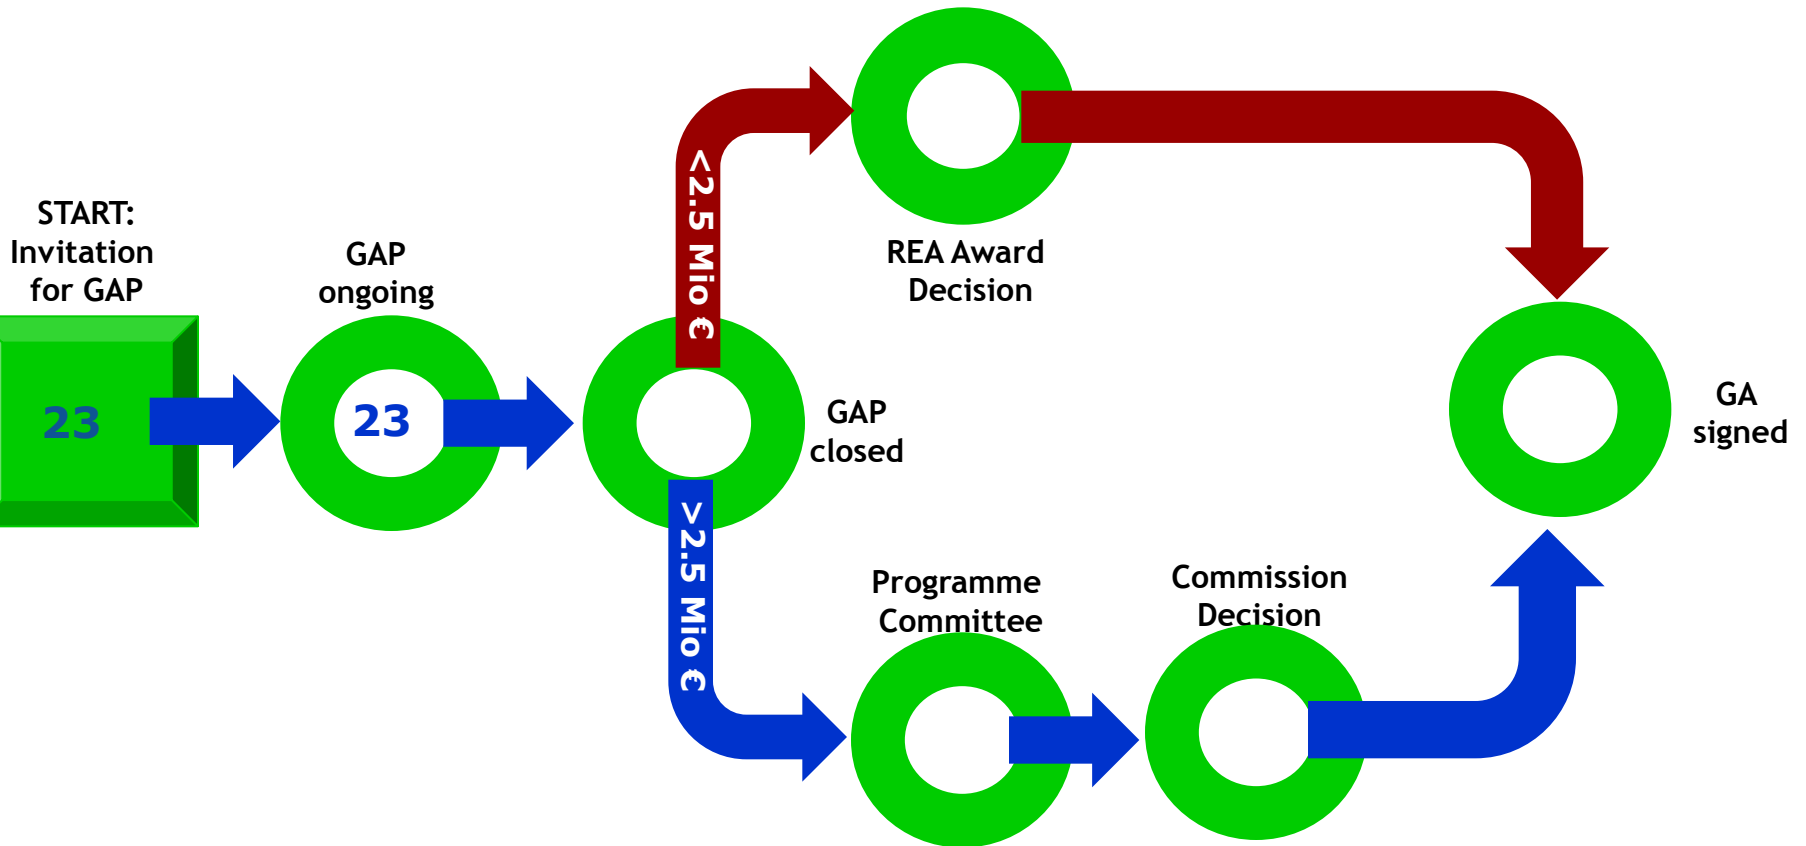 START:
Invitation
for GAP
23
GAP
ongoing
23
GAP
closed
<2.5 Mio €
REA Award
Decision
>2.5 Mio €
Programme
Committee
Commission
Decision
GA
signed